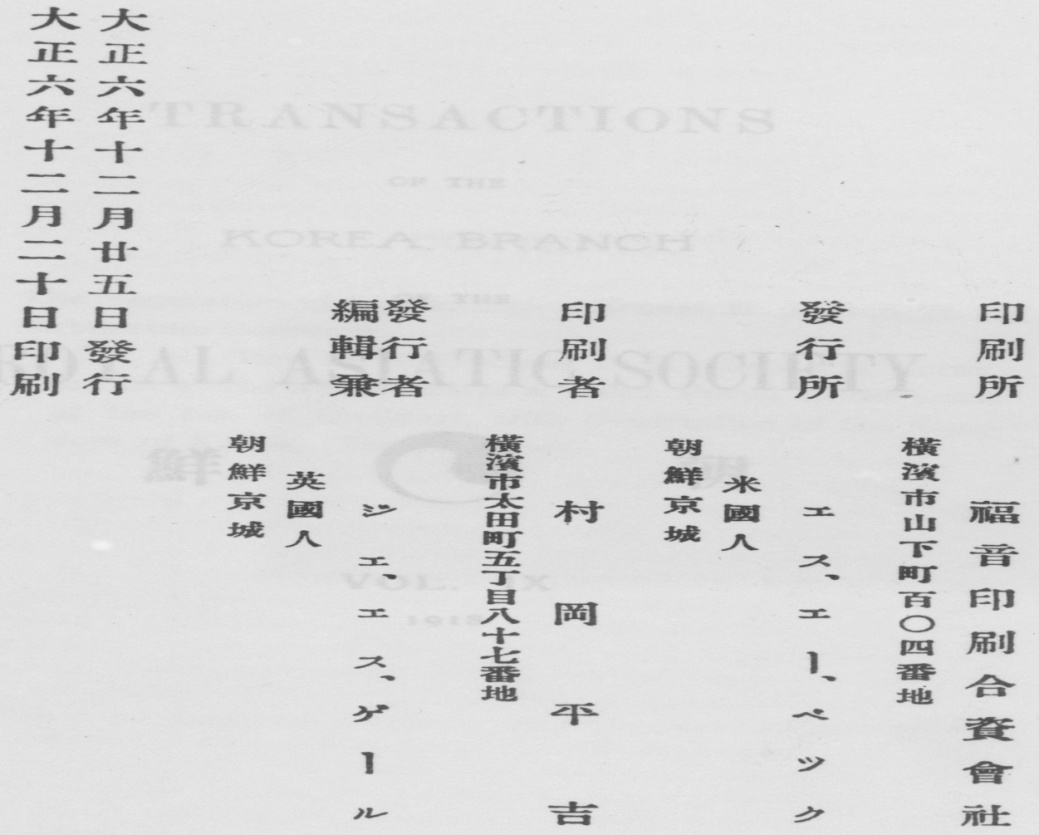 大正六年十二月二十日印刷
大正六年十二月廿五日發行
朝鮮京城
英國人
編輯兼
發行者
ジエ、エス、ゲール
横濱市太田町五丁目八十七番地
印刷者
村岡平吉
朝鮮京城
米國人
發行所
エス、エー、ベツク
横濱市山下町百〇四番地
印刷所
福音印刷合資會社
TRANSACTIONS
OF THE
KOREA BRANCH
OF THE
ROYAL ASIATIC SOCIETY
VOL. IX
1918